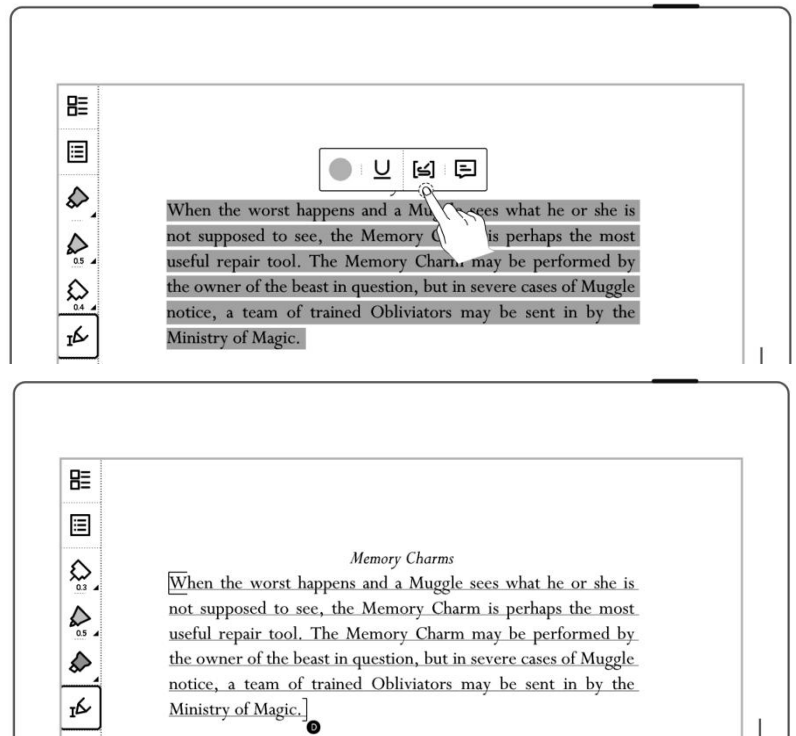 U
When the worst happens and a sees what he or she is
not supposed to see, the Memory is perhaps the most
0.5
useful repair tool. The Memory Charm may be performed by
the owner of the beast in question, but in severe cases of Muggle
0.4
notice, a team of trained Obliviators may be sent in by the
Ministry of Magic.
Memory Charms
When the worst happens and a Muggle sees what he or she is
0.3
not supposed to see, the Memory Charm is perhaps the most
useful repair tool. The Memory Charm may be performed by
0.5
the owner of the beast in question, but in severe cases of Muggle
notice, a team of trained Obliviators may be sent in by the
Ministry of Magic.
D